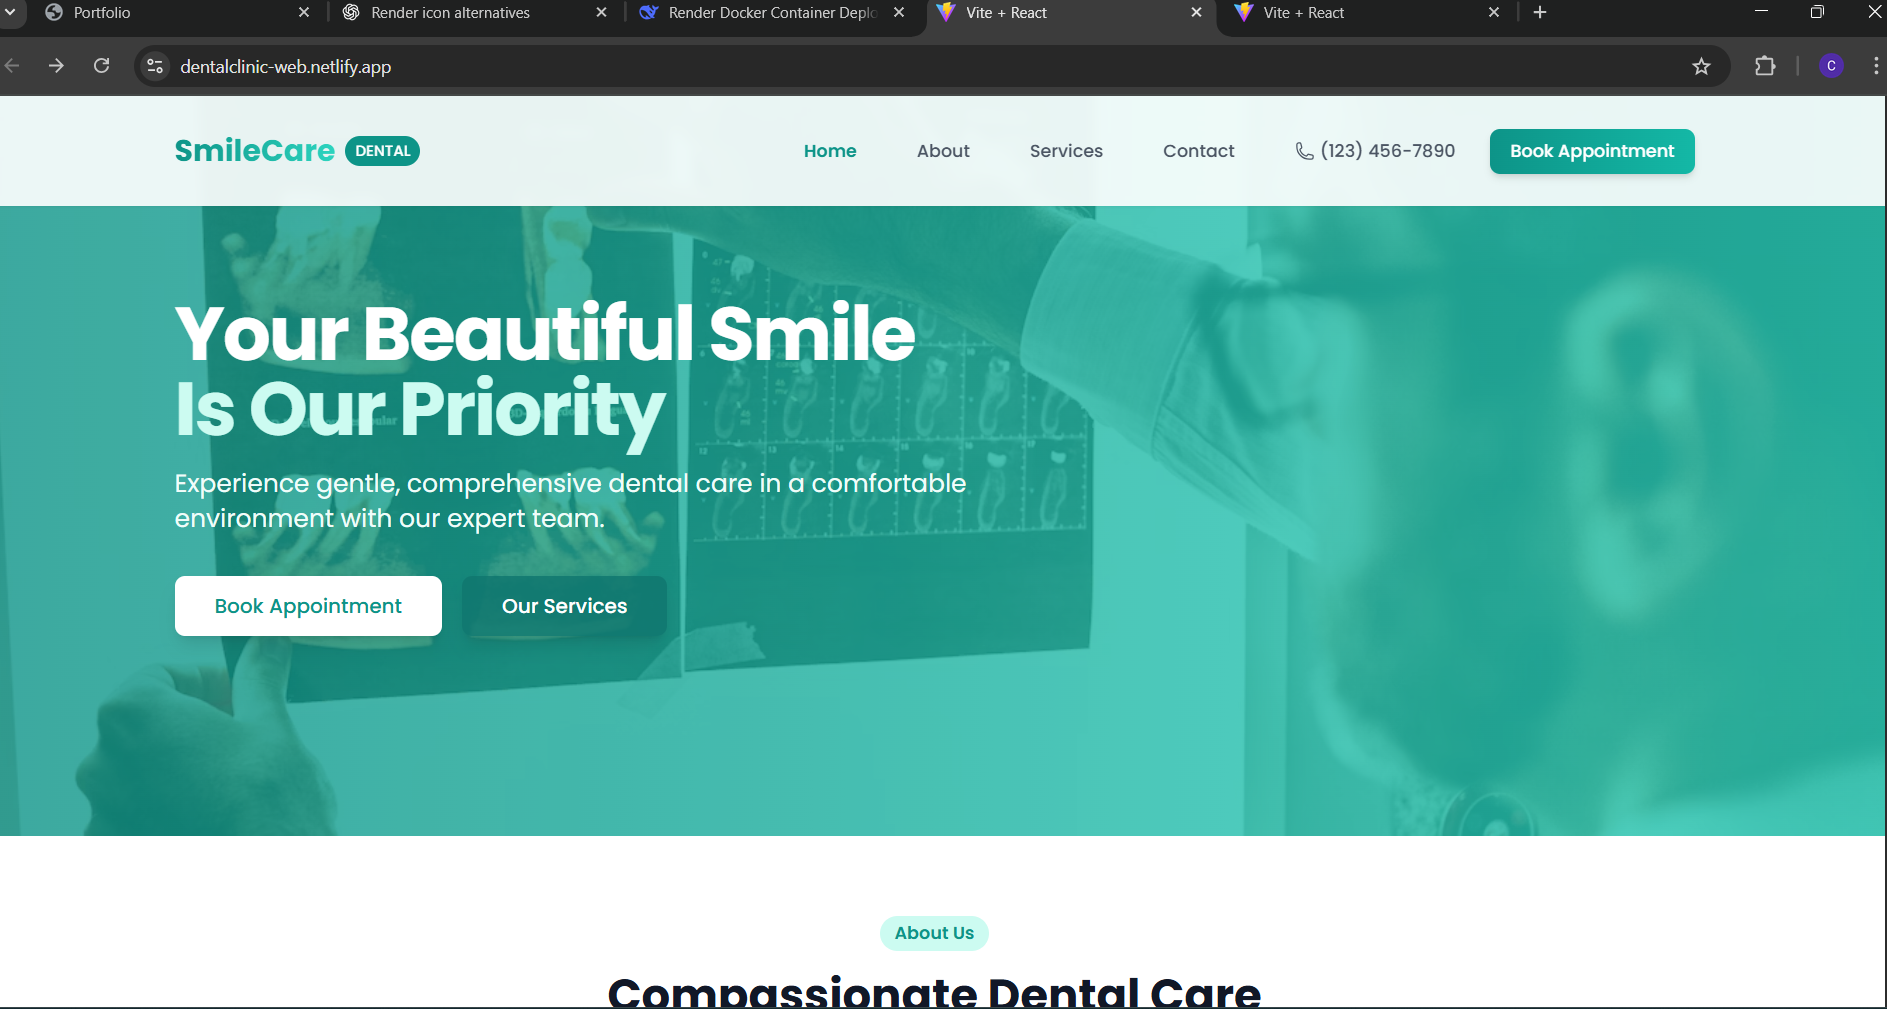 Portfolio
Render icon alternatives
Render Docker Container Deplo
Vite + React
Vite + React
dentalclinic-web.netlify.app
C
SmileCare DENTAL
Home
About
Services
Contact
(123) 456-7890
Book Appointment
Your Beautiful Smile
Is Our Priority
Experience gentle, comprehensive dental care in a comfortable
environment with our expert team.
Book Appointment
Our Services
About Us
Compassionate Dental Care